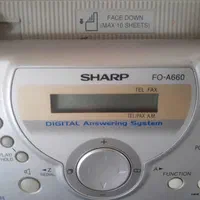 FACE DOWN
(MAX 10 SHEETS)
SHARP
FO-A660
TEL FAX
TEL/FAX A.M.
DIGITAL Answering System
FUNCTION